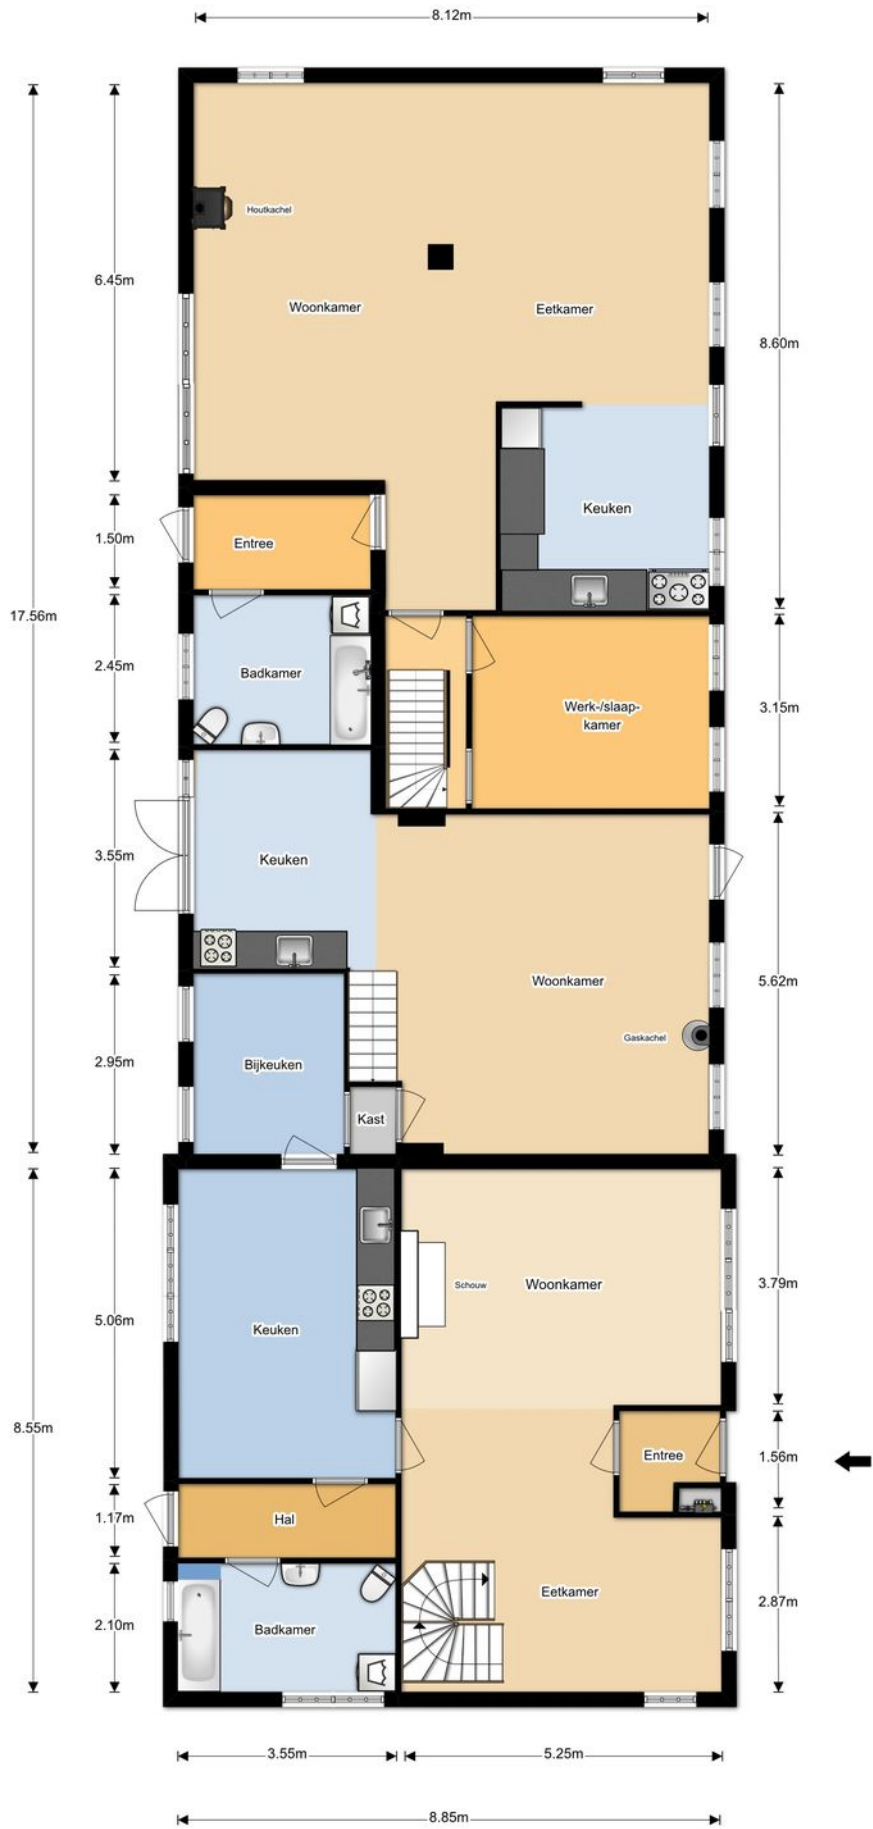 8.12m
Houtkachel
6.45m
Woonkamer
Eetkamer
8.60m
Keuken
1.50m
Entree
17.56m
2.45m
Badkamer
3.15m
Werk-/slaap-
kamer
3.55m
Keuken
Woonkamer
5.62m
Gaskachel
2.95m
Bijkeuken
Kast
3.79m
Schouw
Woonkamer
5.06m
Keuken
8.55m
Entree
1.56m
1.17m
Hal
Eetkamer
2.87m
2.10m
Badkamer
3.55m
5.25m
8.85m